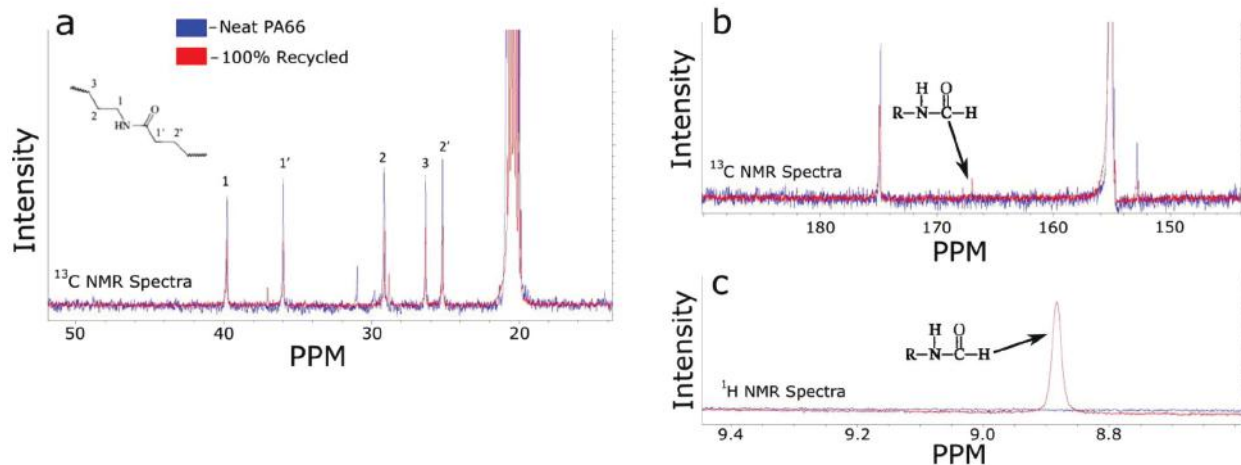 a
-Neat PA66
-100% Recycled
3
1
O
2
HN
1'
2'
1
1'
2
3
2'
Intensity
13C NMR Spectra
50
40
30
20
PPM
b
H O
R-N-C-H
Intensity
13C NMR Spectra
180
170
160
150
PPM
c
H O
R-N-C-H
Intensity
1H NMR Spectra
9.4
9.2
9.0
8.8
PPM